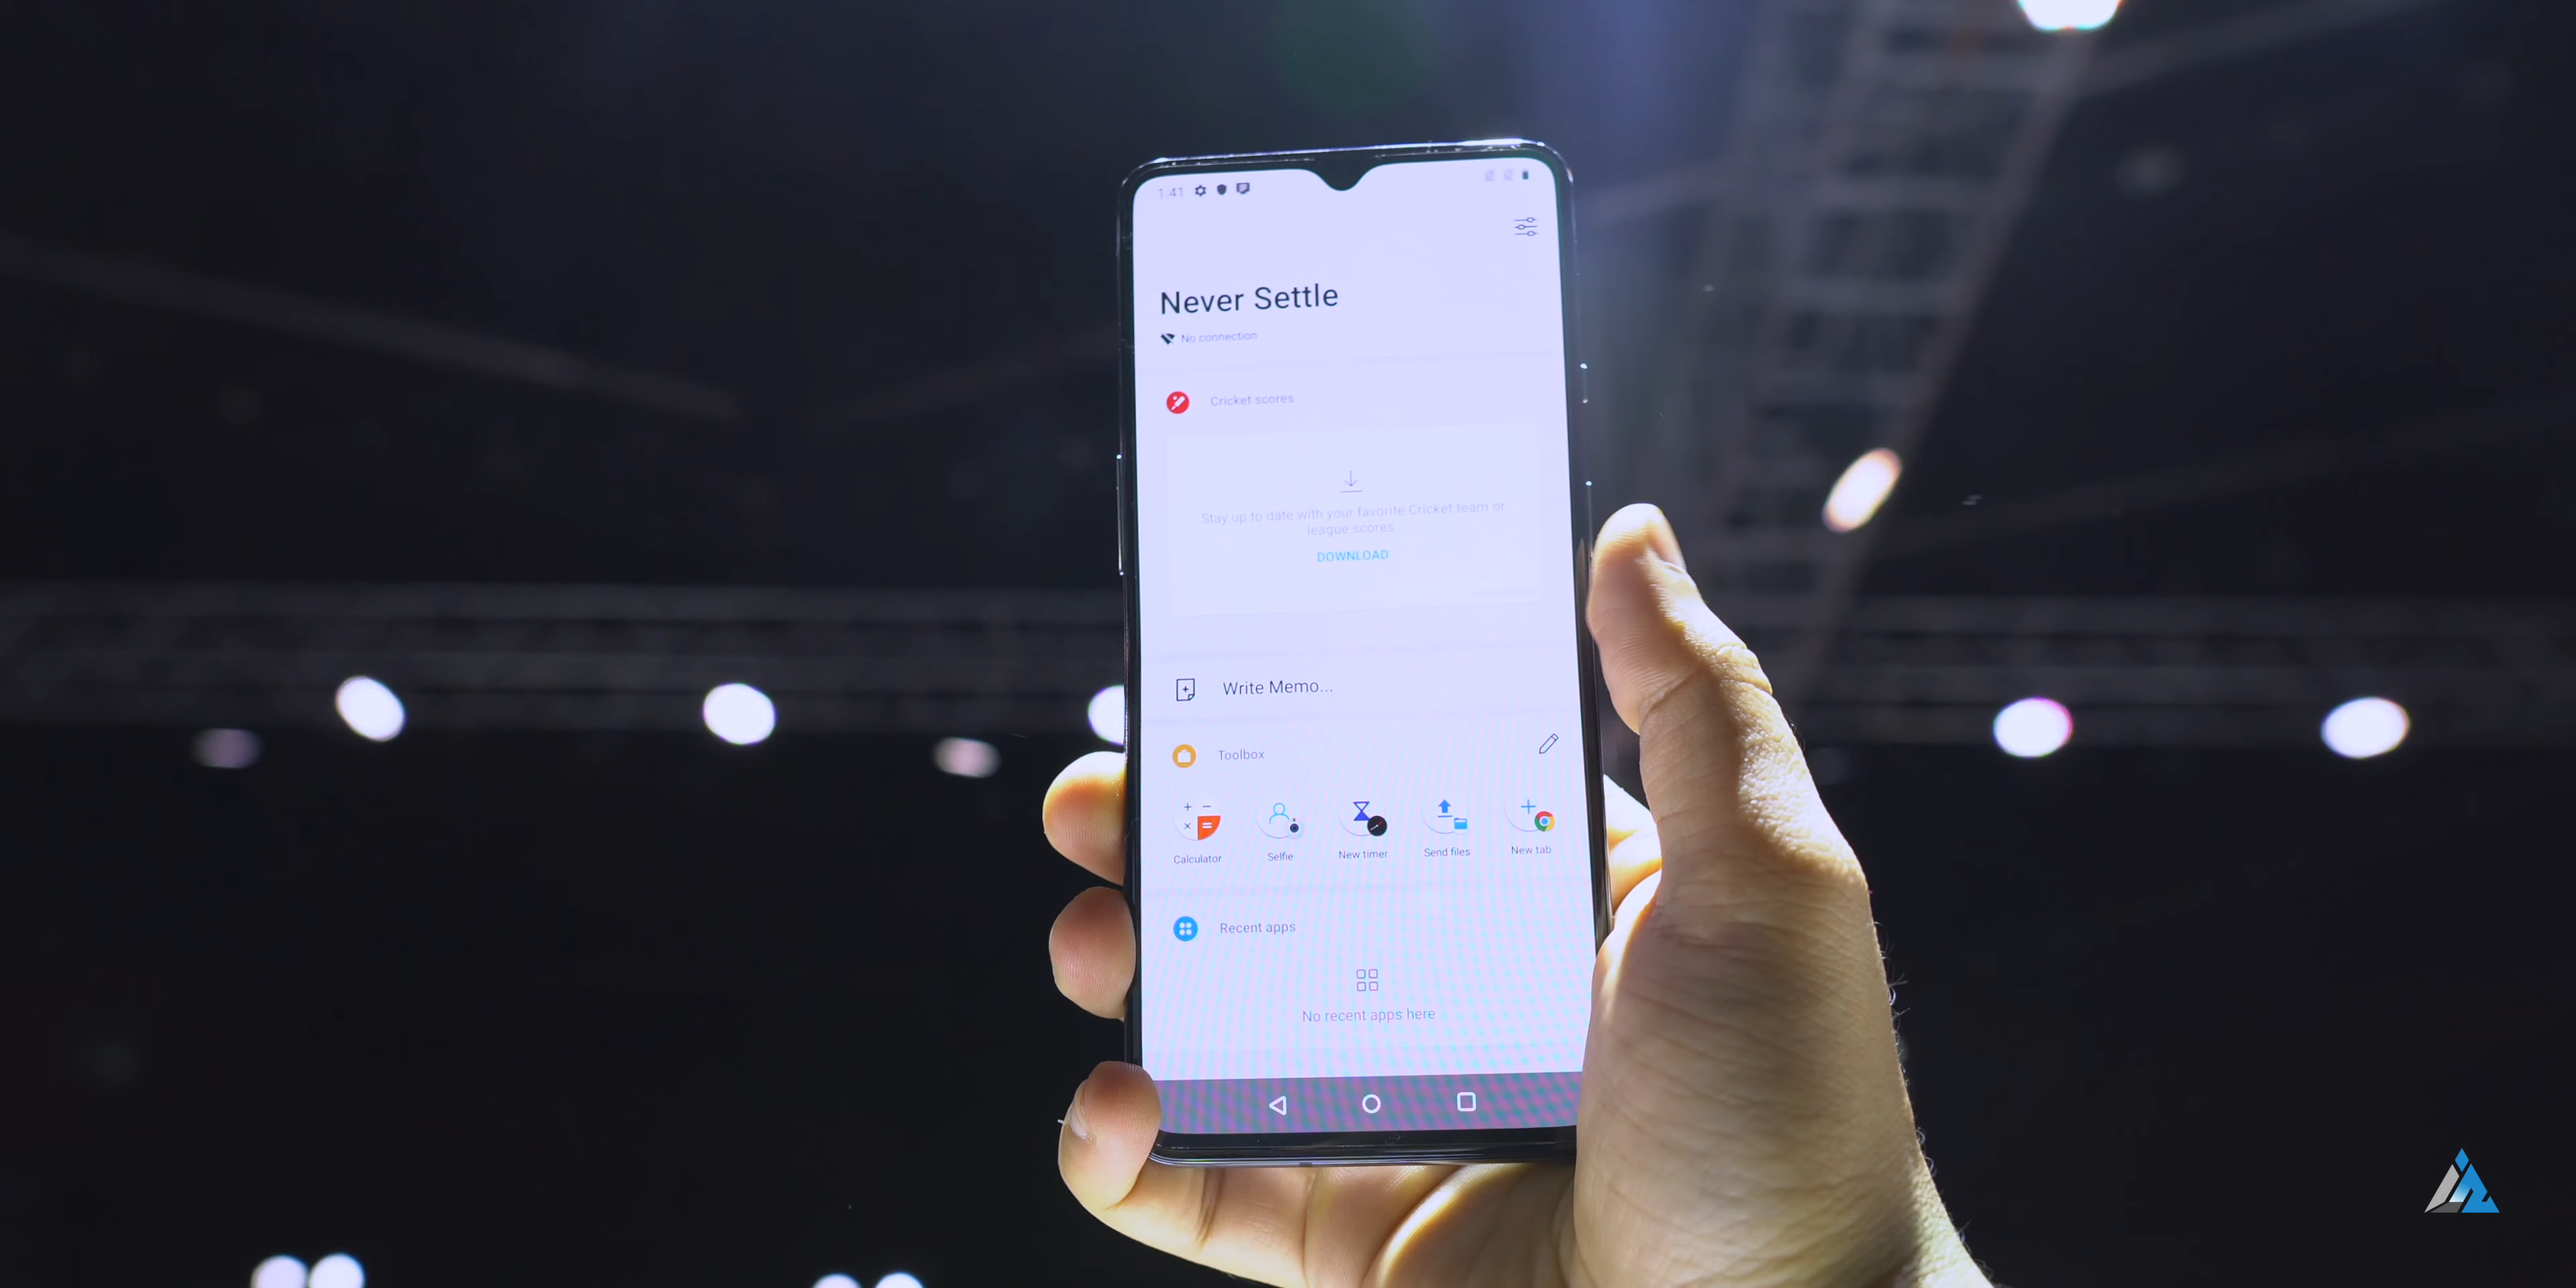 1:41
Never Settle
No connection
Cricket scores
Stay up to date with your favorite Cricket team or
league scores
DOWNLOAD
Write Memo...
Toolbox
Calculator Selfie New timer Send files New tab
Recent apps
No recent apps here